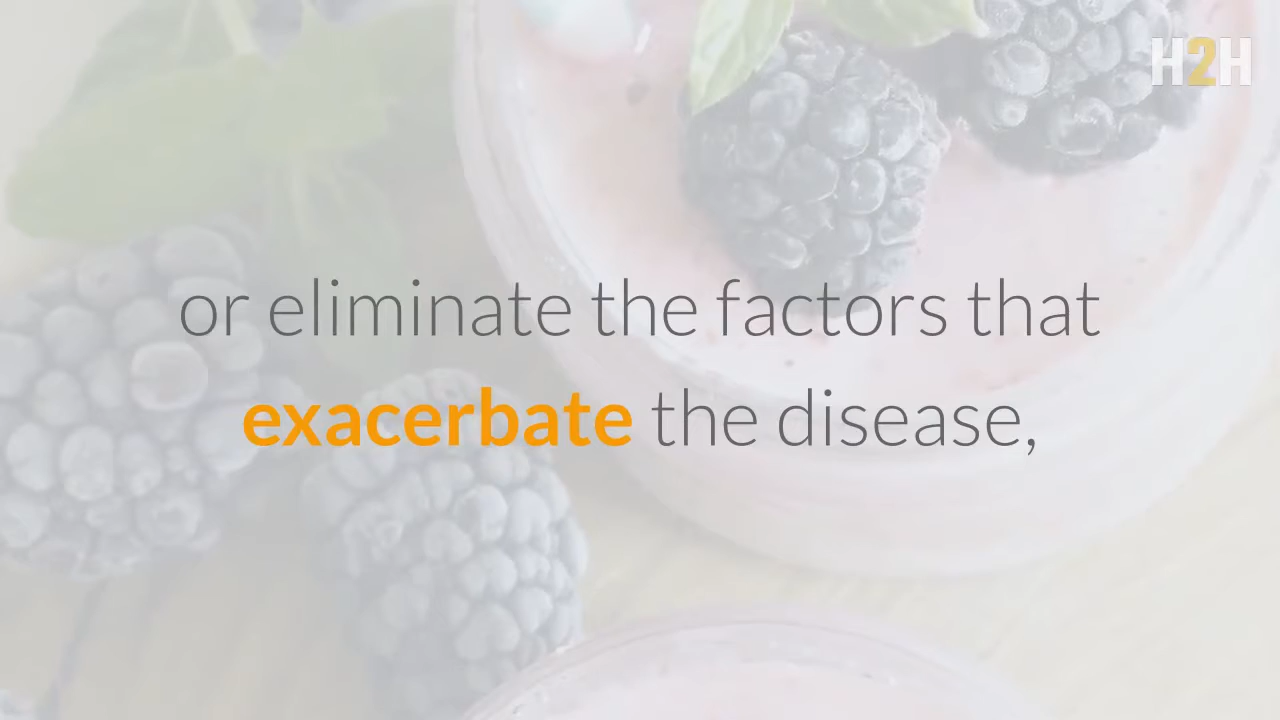 H2H
or eliminate the factors that
exacerbate the disease,